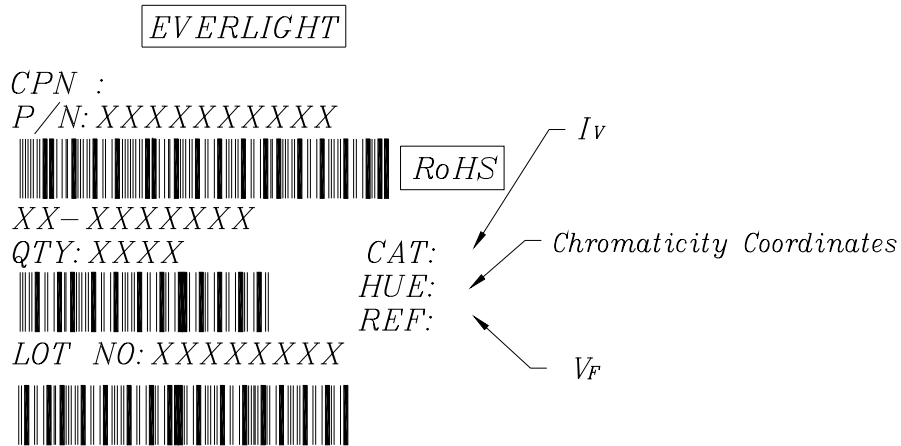 EVERLIGHT
CPN :
P/N: XXXXXXXXXX
RoHS
XX-XXXXXXX
QTY: XXXX
LOT NO: XXXXXXXX
CAT:
HUE:
REF:
Iv
Chromaticity Coordinates
VF